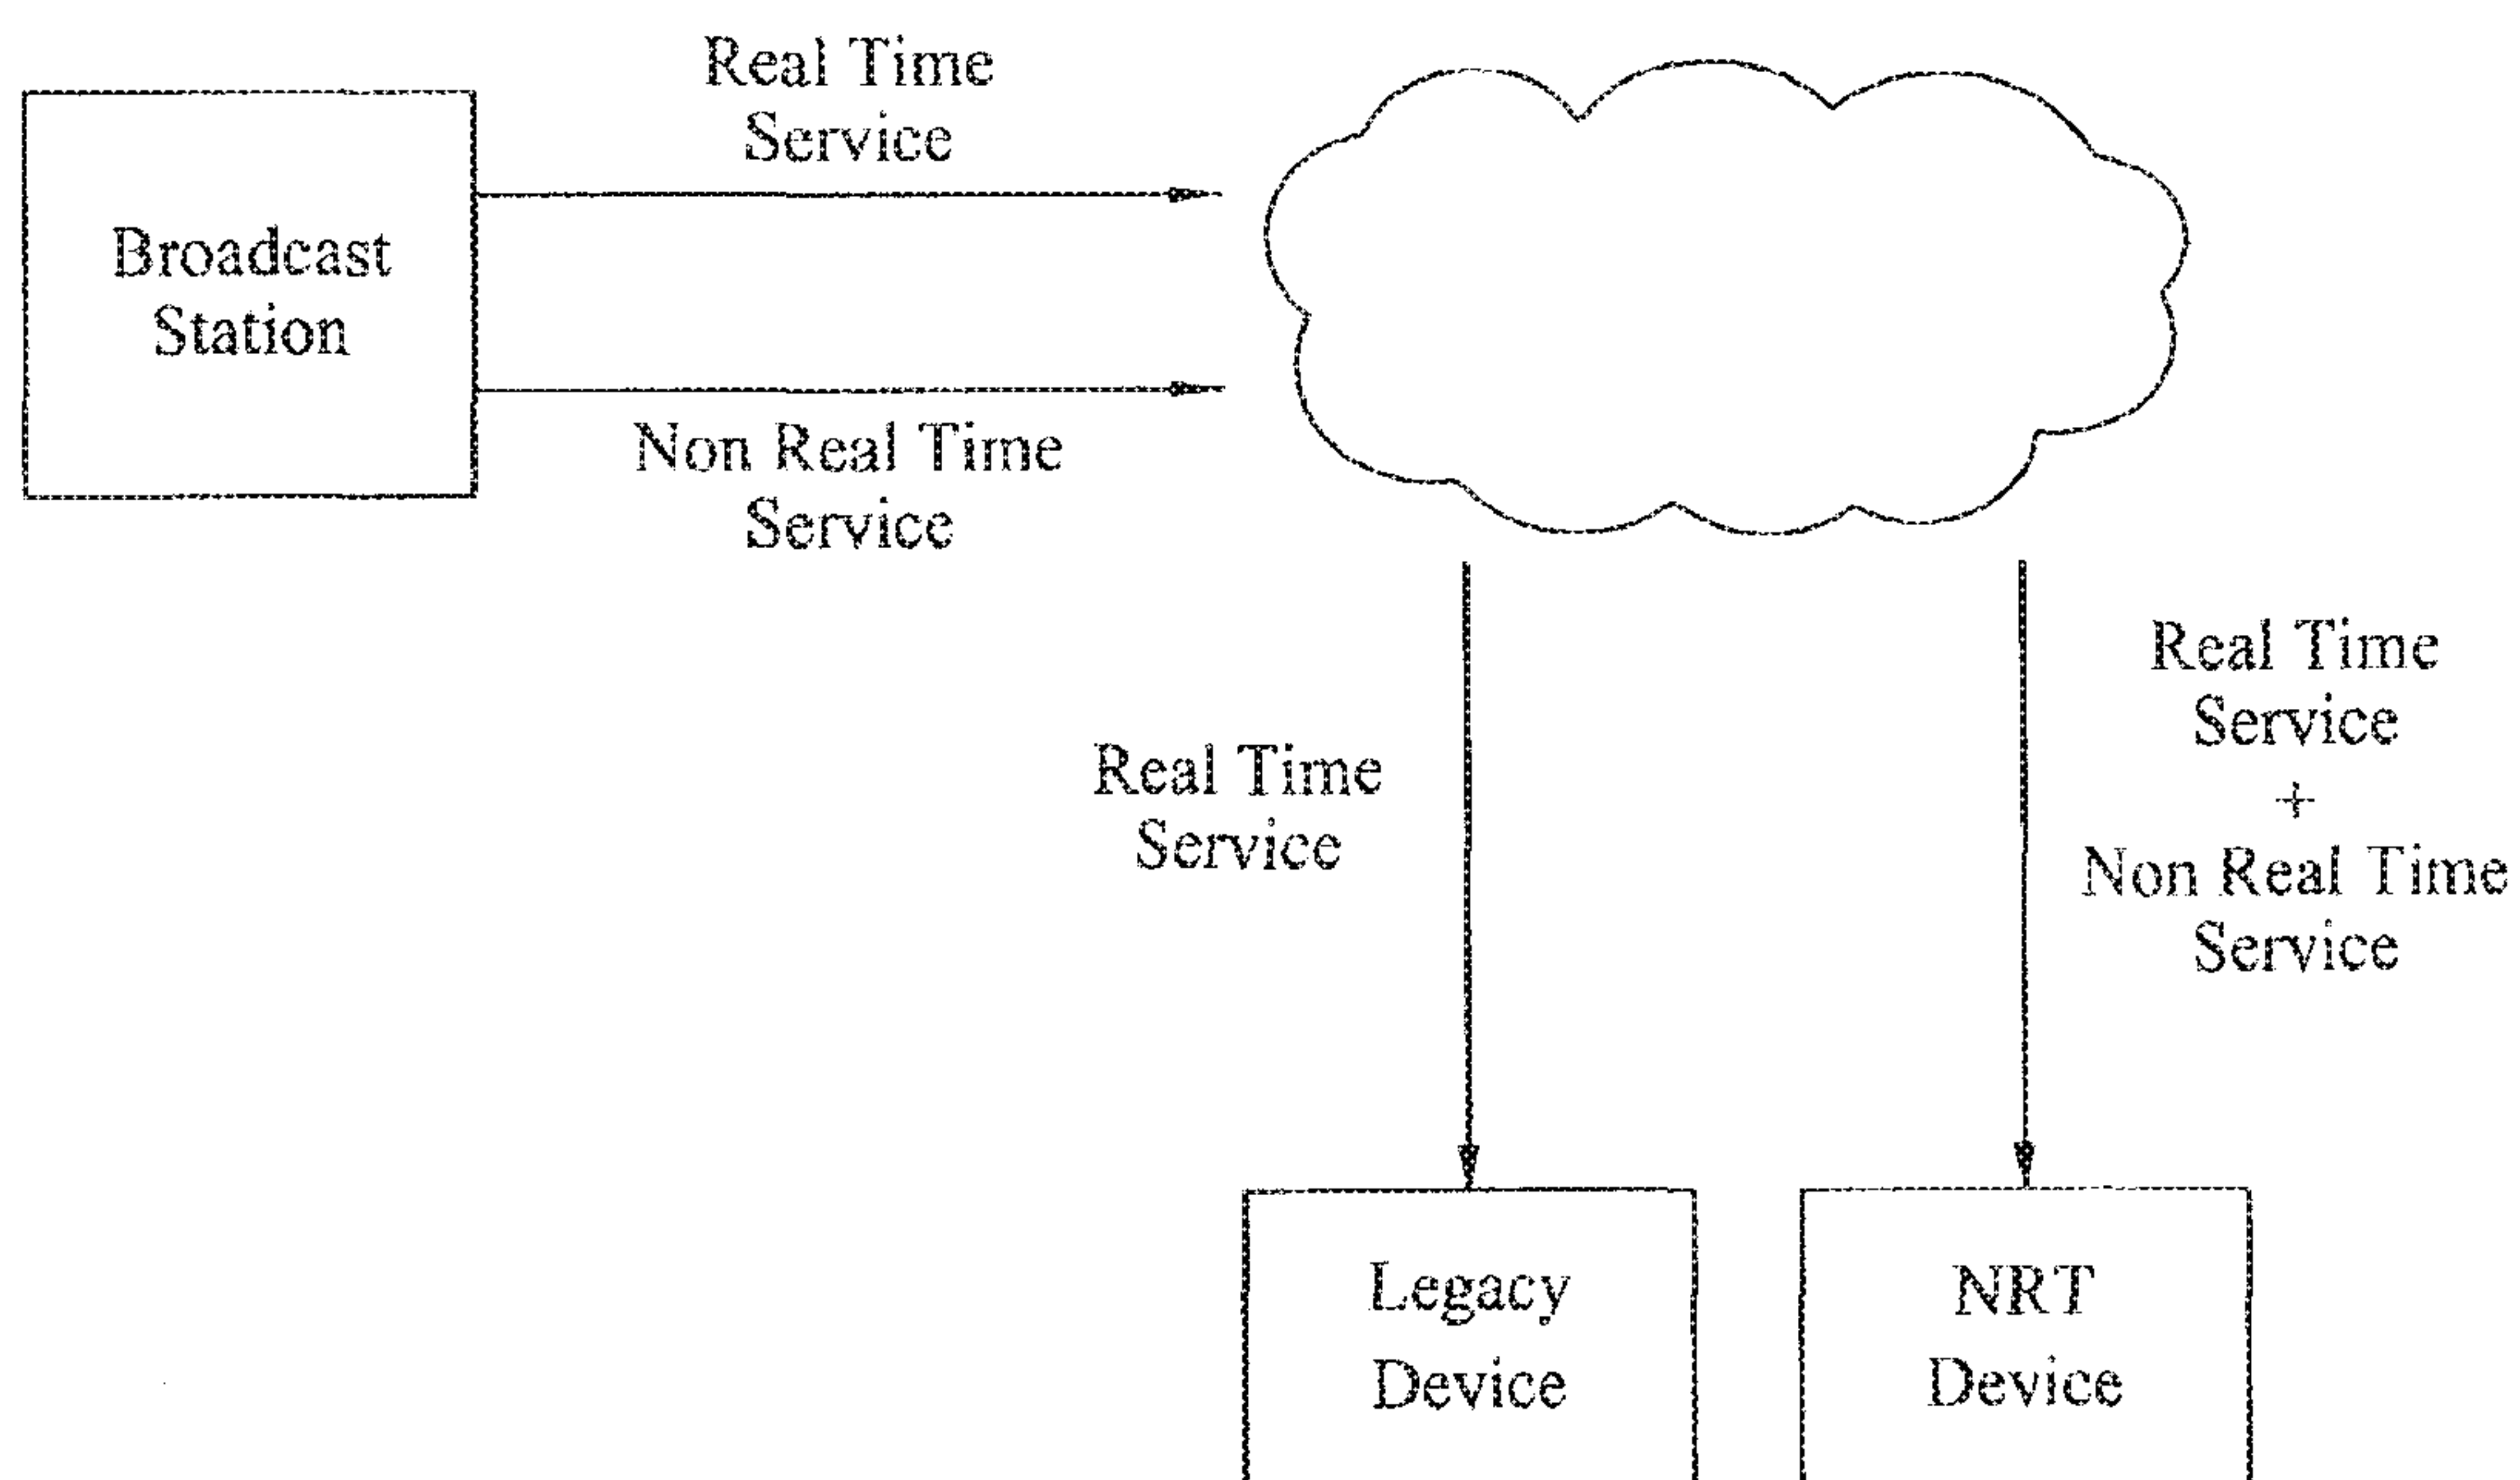 Real Time
Service
Broadcast
Station
Non Real Time
Service
Real Time
Service
Real Time
Service
+
Non Real Time
Service
Legacy
Device
NRT
Device